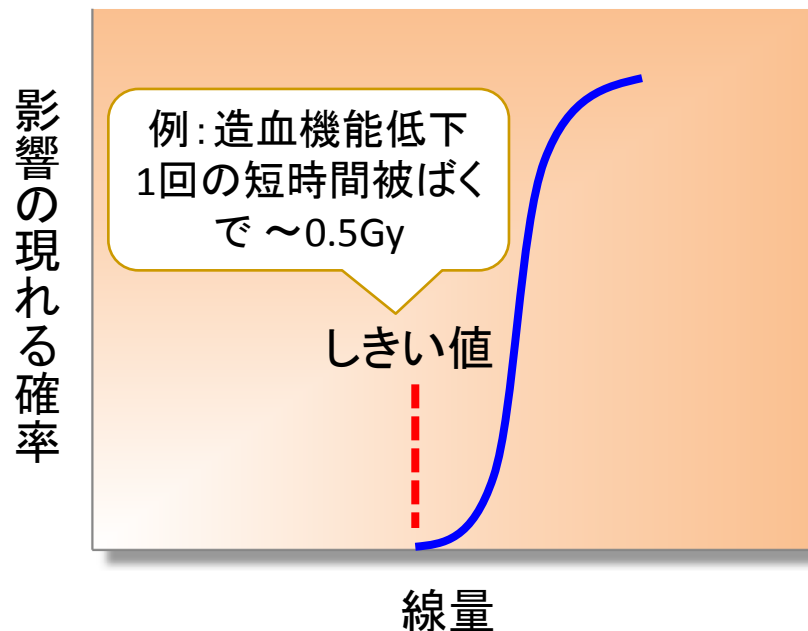 影響の現れる確率
例：造血機能低下
1回の短時間被ばく
で ～0.5Gy
しきい値
線量